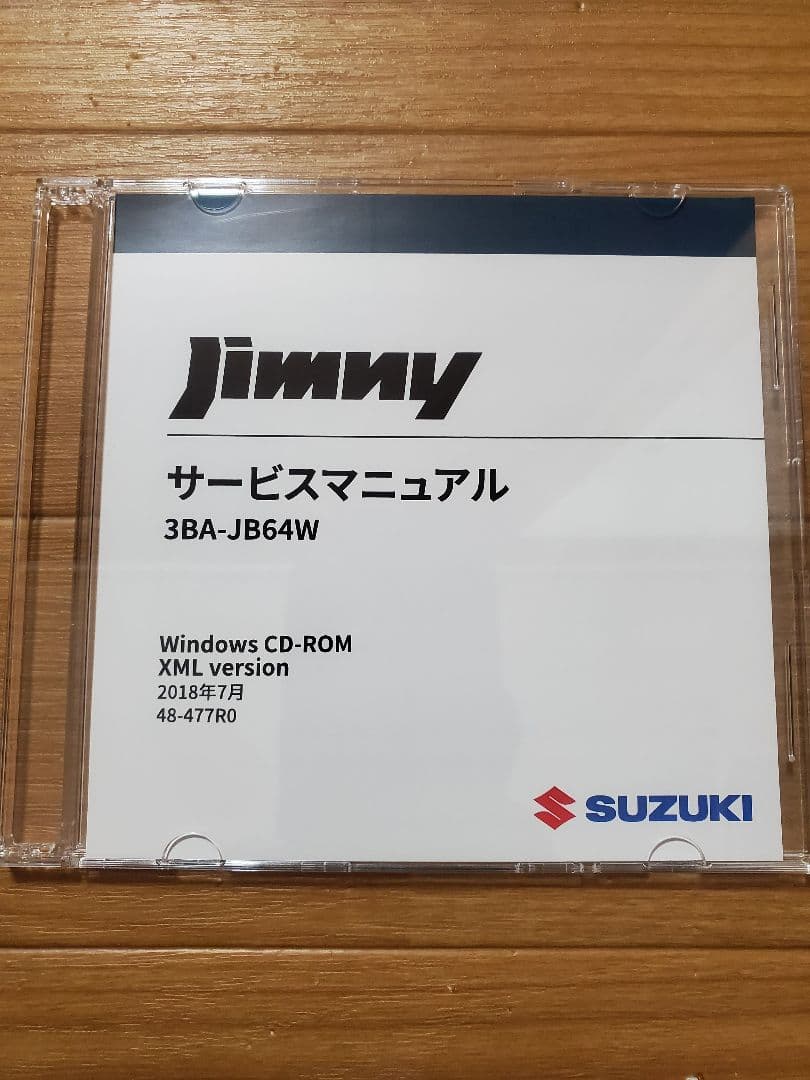 Jimny
サービスマニュアル
3BA-JB64W
Windows CD-ROM
XML version
2018年7月
48-477R0
SUZUKI